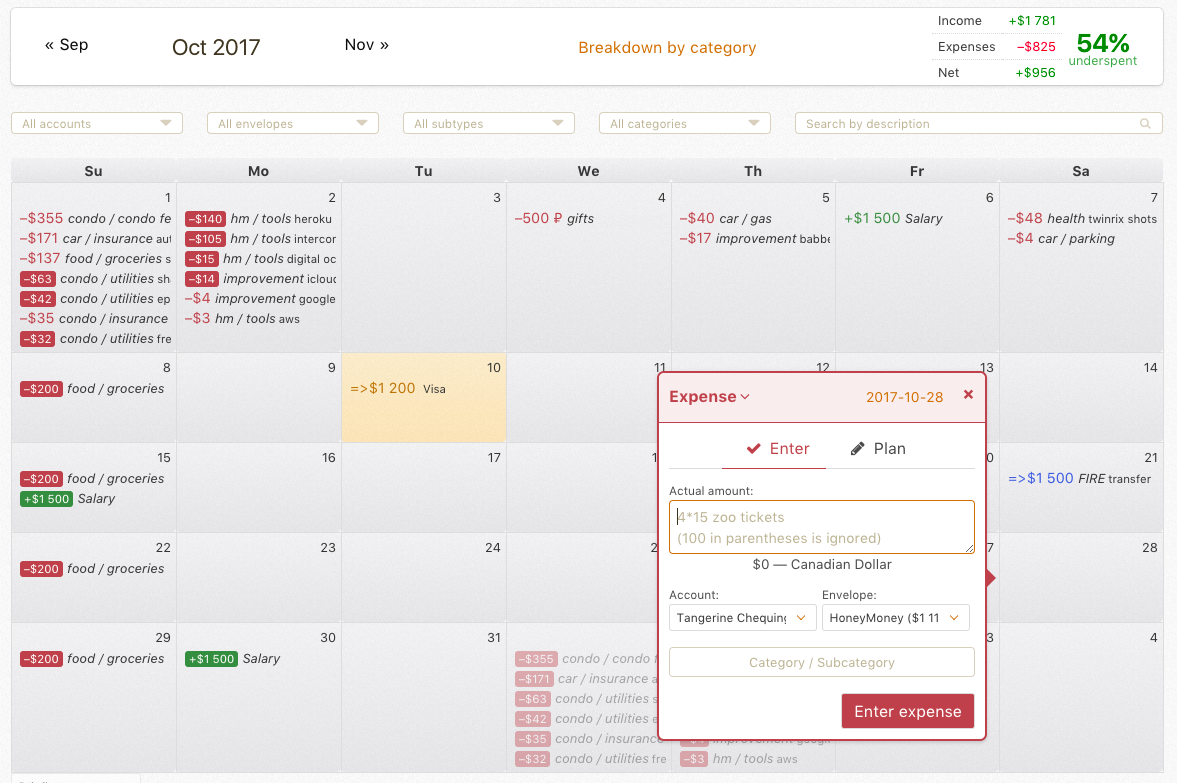 « Sep
Oct 2017
Nov »
Breakdown by category
Income +$1 781
Expenses –$825
Net +$956
54%
underspent
All accounts
All envelopes
All subtypes
All categories
Search by description
Su Mo Tu We Th Fr Sa
1
–$355 condo / condo fe
–$171 car / insurance aut
–$137 food / groceries s
–$63 condo / utilities sh
–$42 condo / utilities ep
–$35 condo / insurance
–$32 condo / utilities fre
2
–$140 hm / tools heroku
–$105 hm / tools intercor
–$15 hm / tools digital oc
–$14 improvement iclou
–$4 improvement google
–$3 hm / tools aws
3
4
–500 ₽ gifts
5
–$40 car / gas
–$17 improvement babbe
6
+$1 500 Salary
7
–$48 health twinrix shots
–$4 car / parking
8
–$200 food / groceries
9
10
=>$1 200 Visa
11
12
13
14
15
–$200 food / groceries
+$1 500 Salary
16
17
1
0
21
=>$1 500 FIRE transfer
22
–$200 food / groceries
23
24
2
7
28
29
–$200 food / groceries
30
+$1 500 Salary
31
–$355 condo / condo f
–$171 car / insurance a
–$63 condo / utilities s
–$42 condo / utilities e
–$35 condo / insurance
–$32 condo / utilities fre
–$3 hm / tools aws
3
4
Expense
2017-10-28
×
Enter
Plan
Actual amount:
4*15 zoo tickets
(100 in parentheses is ignored)
$0 — Canadian Dollar
Account:
Envelope:
Tangerine Chequing
HoneyMoney ($1 11
Category / Subcategory
Enter expense